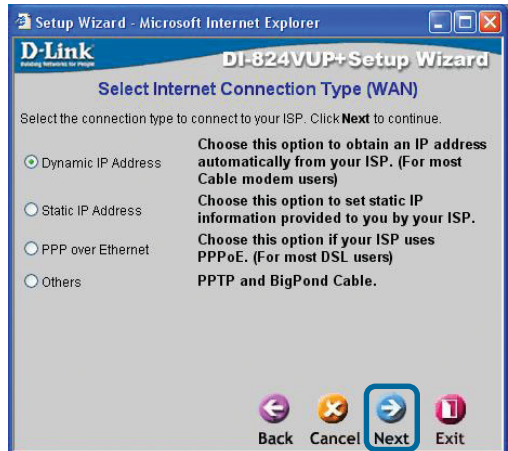 Setup Wizard - Microsoft Internet Explorer
D-Link
Building Networks for People
DI-824VUP+ Setup Wizard
Select Internet Connection Type (WAN)
Select the connection type to connect to your ISP. Click Next to continue.
Dynamic IP Address
Choose this option to obtain an IP address
automatically from your ISP. (For most
Cable modem users)
Static IP Address
Choose this option to set static IP
information provided to you by your ISP.
PPP over Ethernet
Choose this option if your ISP uses
PPPoE. (For most DSL users)
Others
PPTP and BigPond Cable.
Back Cancel Next Exit